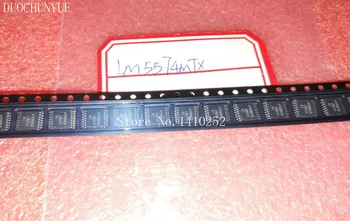 DUOCHUNYUE
LM5574MTX
Store No: 1410252